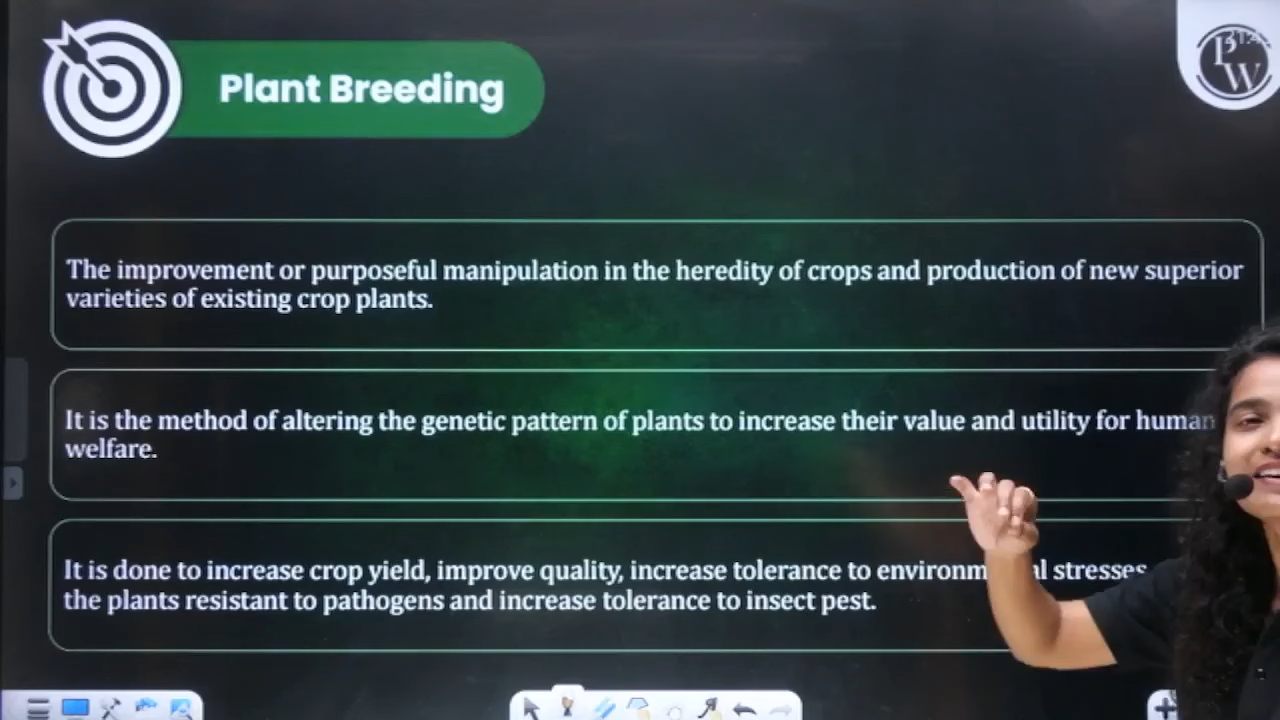 Plant Breeding
PW
The improvement or purposeful manipulation in the heredity of crops and production of new superior
varieties of existing crop plants.
It is the method of altering the genetic pattern of plants to increase their value and utility for human
welfare.
It is done to increase crop yield, improve quality, increase tolerance to stresses
the plants resistant to pathogens and increase tolerance to insect pest.